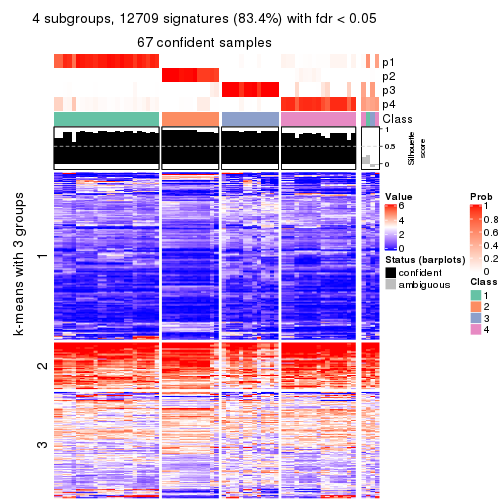 4 subgroups, 12709 signatures (83.4%) with fdr < 0.05
67 confident samples
p1
p2
p3
p4
Class
1
0.5
0
Silhouette
score
k-means with 3 groups
1
2
3
Value
6
4
2
0
Status (barplots)
confident
ambiguous
Prob
1
0.8
0.6
0.4
0.2
0
Class
1
2
3
4